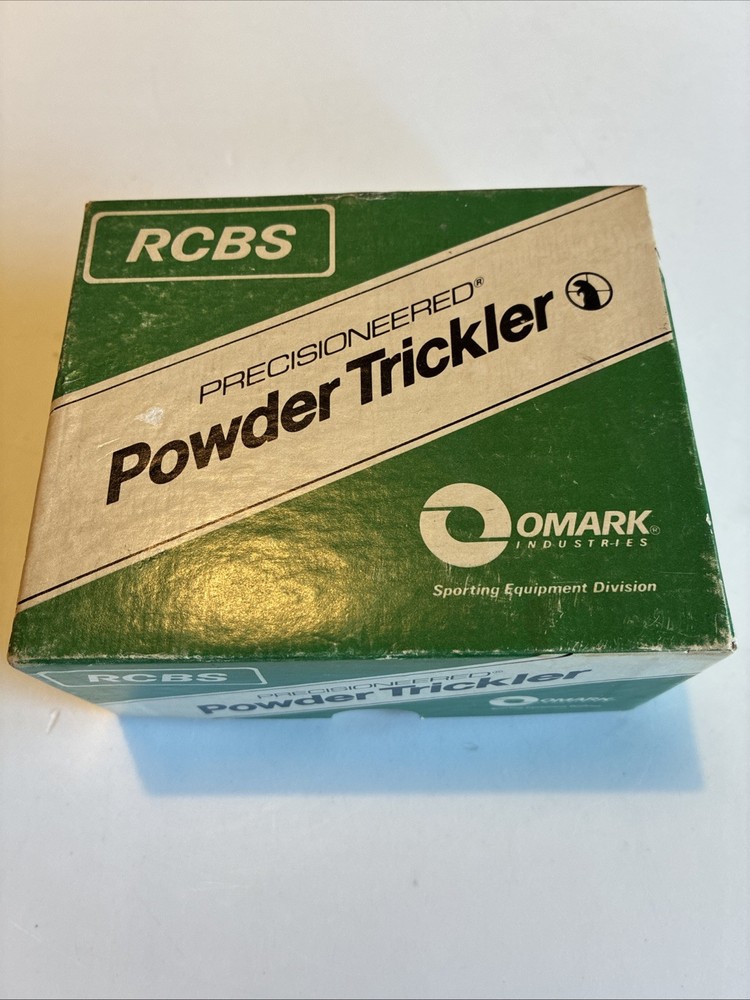 RCBS
PRECISIONEERED®
Powder Trickler
OMARK®
INDUSTRIES
Sporting Equipment Division
RCBS
PRECISIONEERED®
Powder Trickler
OMARK